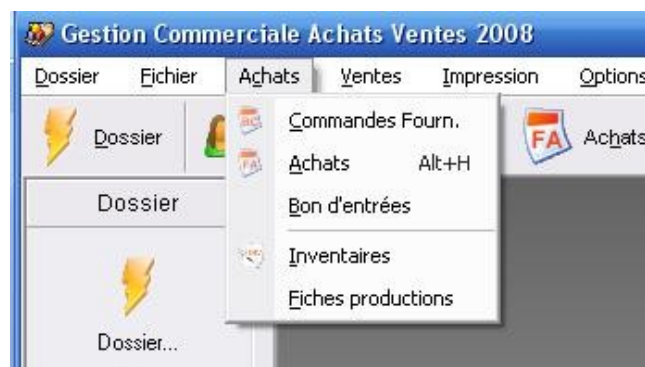 Gestion Commerciale Achats Ventes 2008
Dossier Fichier Achats Ventes Impression Options
Dossier FA Achats
Commandes Fourn.
FA Achats Alt+H
Bon d'entrées
Inventaires
Fiches productions
Dossier
Dossier...